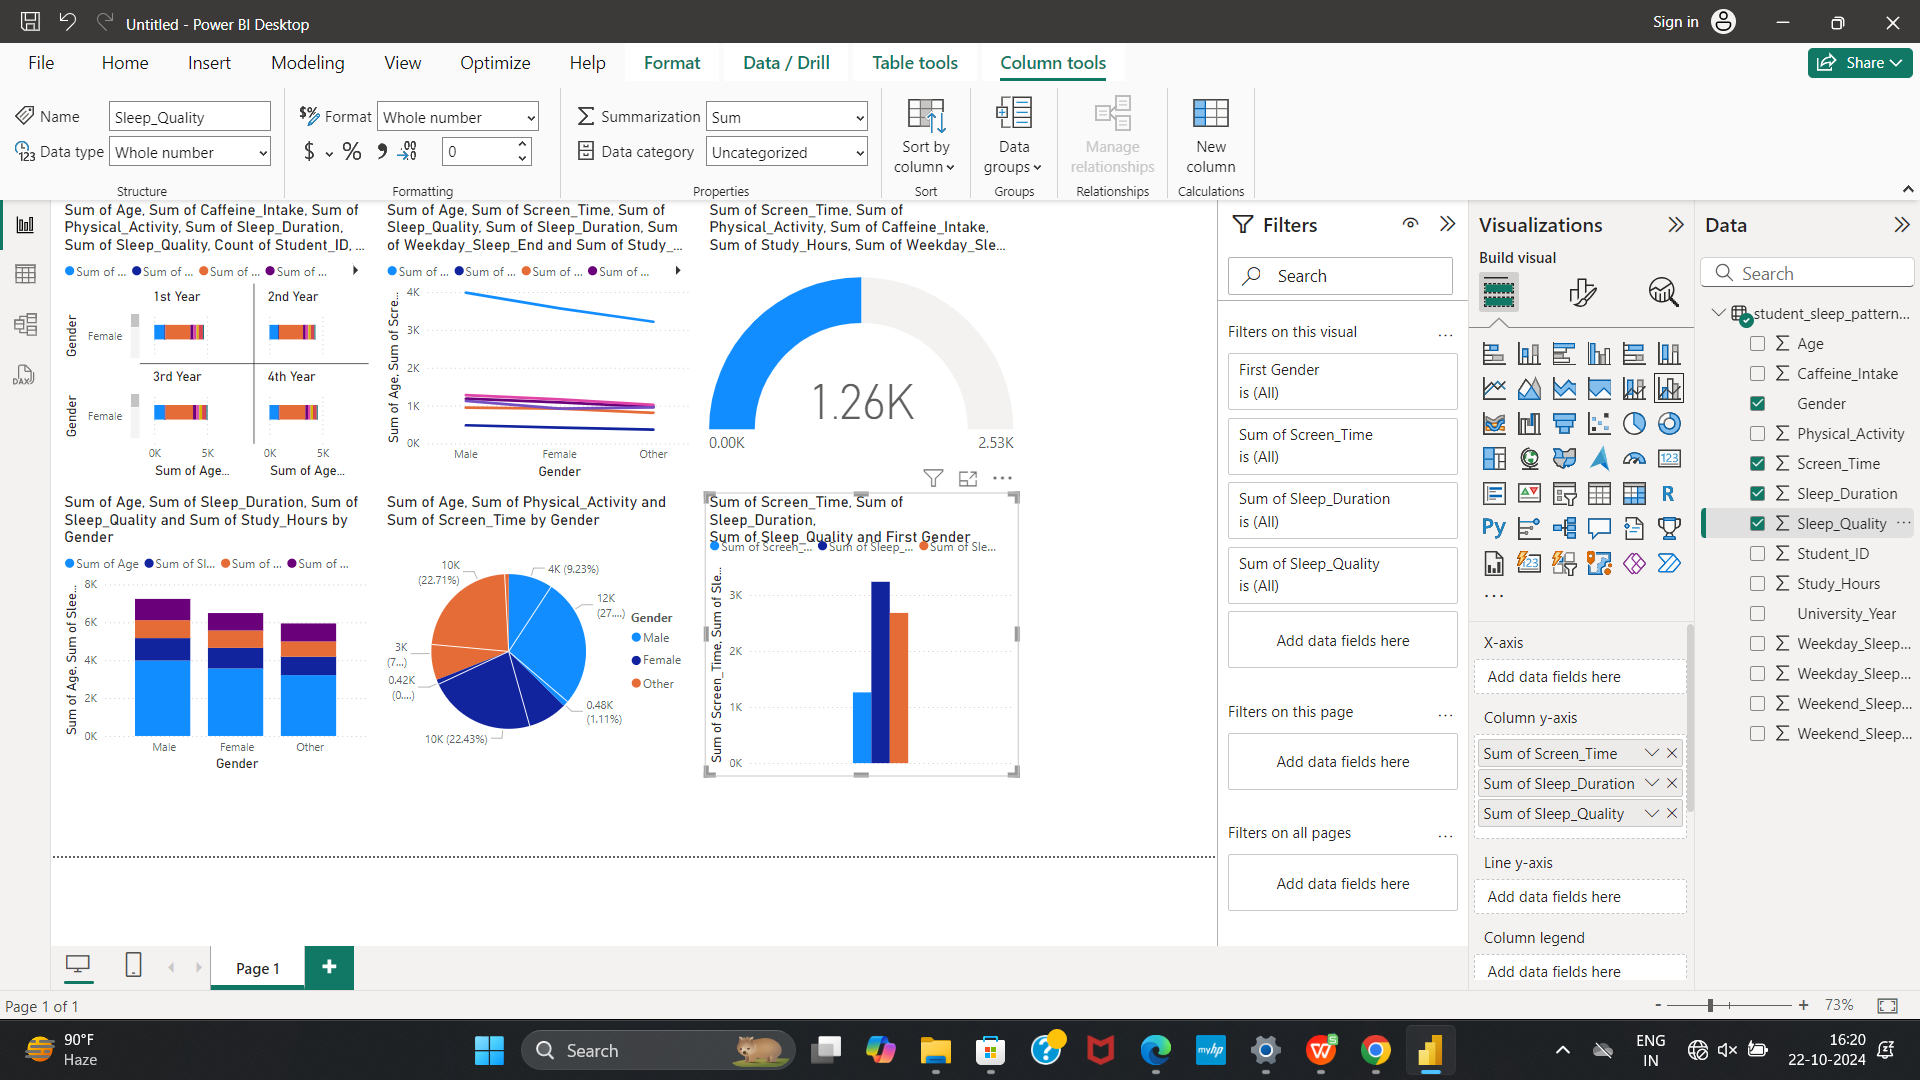 Untitled - Power BI Desktop
Sign in
File Home Insert Modeling View Optimize Help Format Data / Drill Table tools Column tools
Share
Name Sleep_Quality
Data type Whole number
Structure
Format Whole number
$ % 0
Formatting
Summarization Sum
Data category Uncategorized
Properties
Sort by
column
Sort
Data
groups
Groups
Manage
relationships
Relationships
New
column
Calculations
Sum of Age, Sum of Caffeine_Intake, Sum of
Physical_Activity, Sum of Sleep_Duration,
Sum of Sleep_Quality, Count of Student_ID, ...
Sum of ... Sum of ... Sum of ... Sum of ...
1st Year 2nd Year
Gender Female
3rd Year 4th Year
Gender Female
0K 5K 0K 5K
Sum of Age... Sum of Age...
Sum of Age, Sum of Screen_Time, Sum of
Sleep_Quality, Sum of Sleep_Duration, Sum
of Weekday_Sleep_End and Sum of Study_...
Sum of ... Sum of ... Sum of ... Sum of ...
Sum of Age, Sum of Scre...
4K
3K
2K
1K
0K
Male Female Other
Gender
Sum of Screen_Time, Sum of
Physical_Activity, Sum of Caffeine_Intake,
Sum of Study_Hours, Sum of Weekday_Sle...
1.26K
0.00K 2.53K
Sum of Age, Sum of Sleep_Duration, Sum of
Sleep_Quality and Sum of Study_Hours by
Gender
Sum of Age Sum of Sl... Sum of ... Sum of ...
Sum of Age, Sum of Slee...
8K
6K
4K
2K
0K
Male Female Other
Gender
Sum of Age, Sum of Physical_Activity and
Sum of Screen_Time by Gender
10K
(22.71%)
4K (9.23%)
12K
(27....)
3K
(7...)
0.42K
(0....)
0.48K
(1.11%)
10K (22.43%)
Gender
Male
Female
Other
Sum of Screen_Time, Sum of
Sleep_Duration,
Sum of Sleep_Quality and First Gender
Sum of Screen_... Sum of Sleep_... Sum of Sle...
Sum of Screen_Time, Sum of Sle...
3K
2K
1K
0K
Filters
Search
Filters on this visual ...
First Gender
is (All)
Sum of Screen_Time
is (All)
Sum of Sleep_Duration
is (All)
Sum of Sleep_Quality
is (All)
Add data fields here
Filters on this page ...
Add data fields here
Filters on all pages ...
Add data fields here
Visualizations
Build visual
123
R
Py
...
X-axis
Add data fields here
Column y-axis
Sum of Screen_Time
Sum of Sleep_Duration
Sum of Sleep_Quality
Line y-axis
Add data fields here
Column legend
Add data fields here
Data
Search
student_sleep_pattern...
Age
Caffeine_Intake
Gender
Physical_Activity
Screen_Time
Sleep_Duration
Sleep_Quality ...
Student_ID
Study_Hours
University_Year
Weekday_Sleep...
Weekday_Sleep...
Weekend_Sleep...
Weekend_Sleep...
Page 1
Page 1 of 1
- + 73%
90°F
Haze
Search
myhp
ENG
IN
16:20
22-10-2024